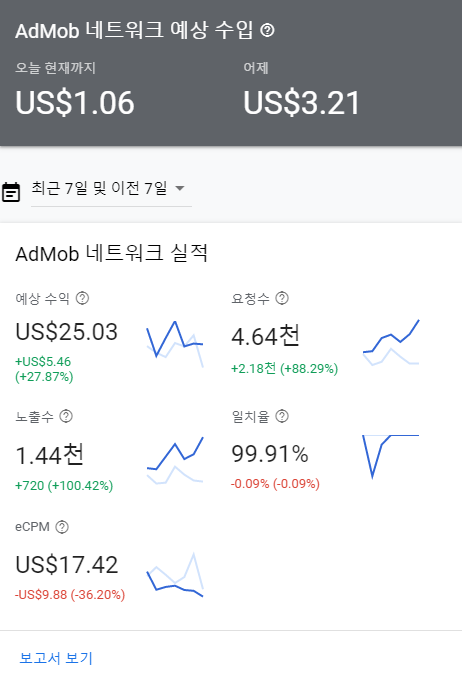 AdMob 네트워크 예상 수입
오늘 현재까지
어제
US$1.06
US$3.21
최근 7일 및 이전 7일
AdMob 네트워크 실적
예상 수익
US$25.03
+US$5.46
(+27.87%)
요청수
4.64천
+2.18천 (+88.29%)
노출수
1.44천
+720 (+100.42%)
일치율
99.91%
-0.09% (-0.09%)
eCPM
US$17.42
-US$9.88 (-36.20%)
보고서 보기